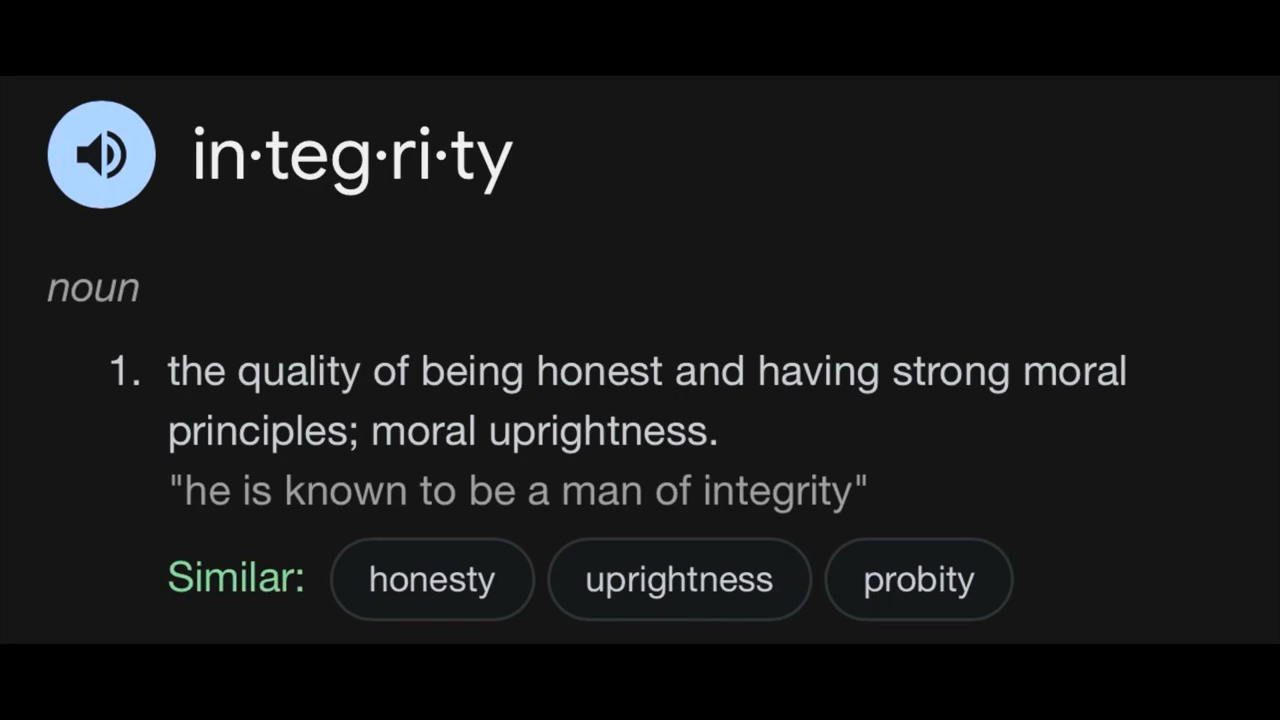 in·teg·ri·ty
noun
1. the quality of being honest and having strong moral
principles; moral uprightness.
"he is known to be a man of integrity"
Similar: honesty uprightness probity